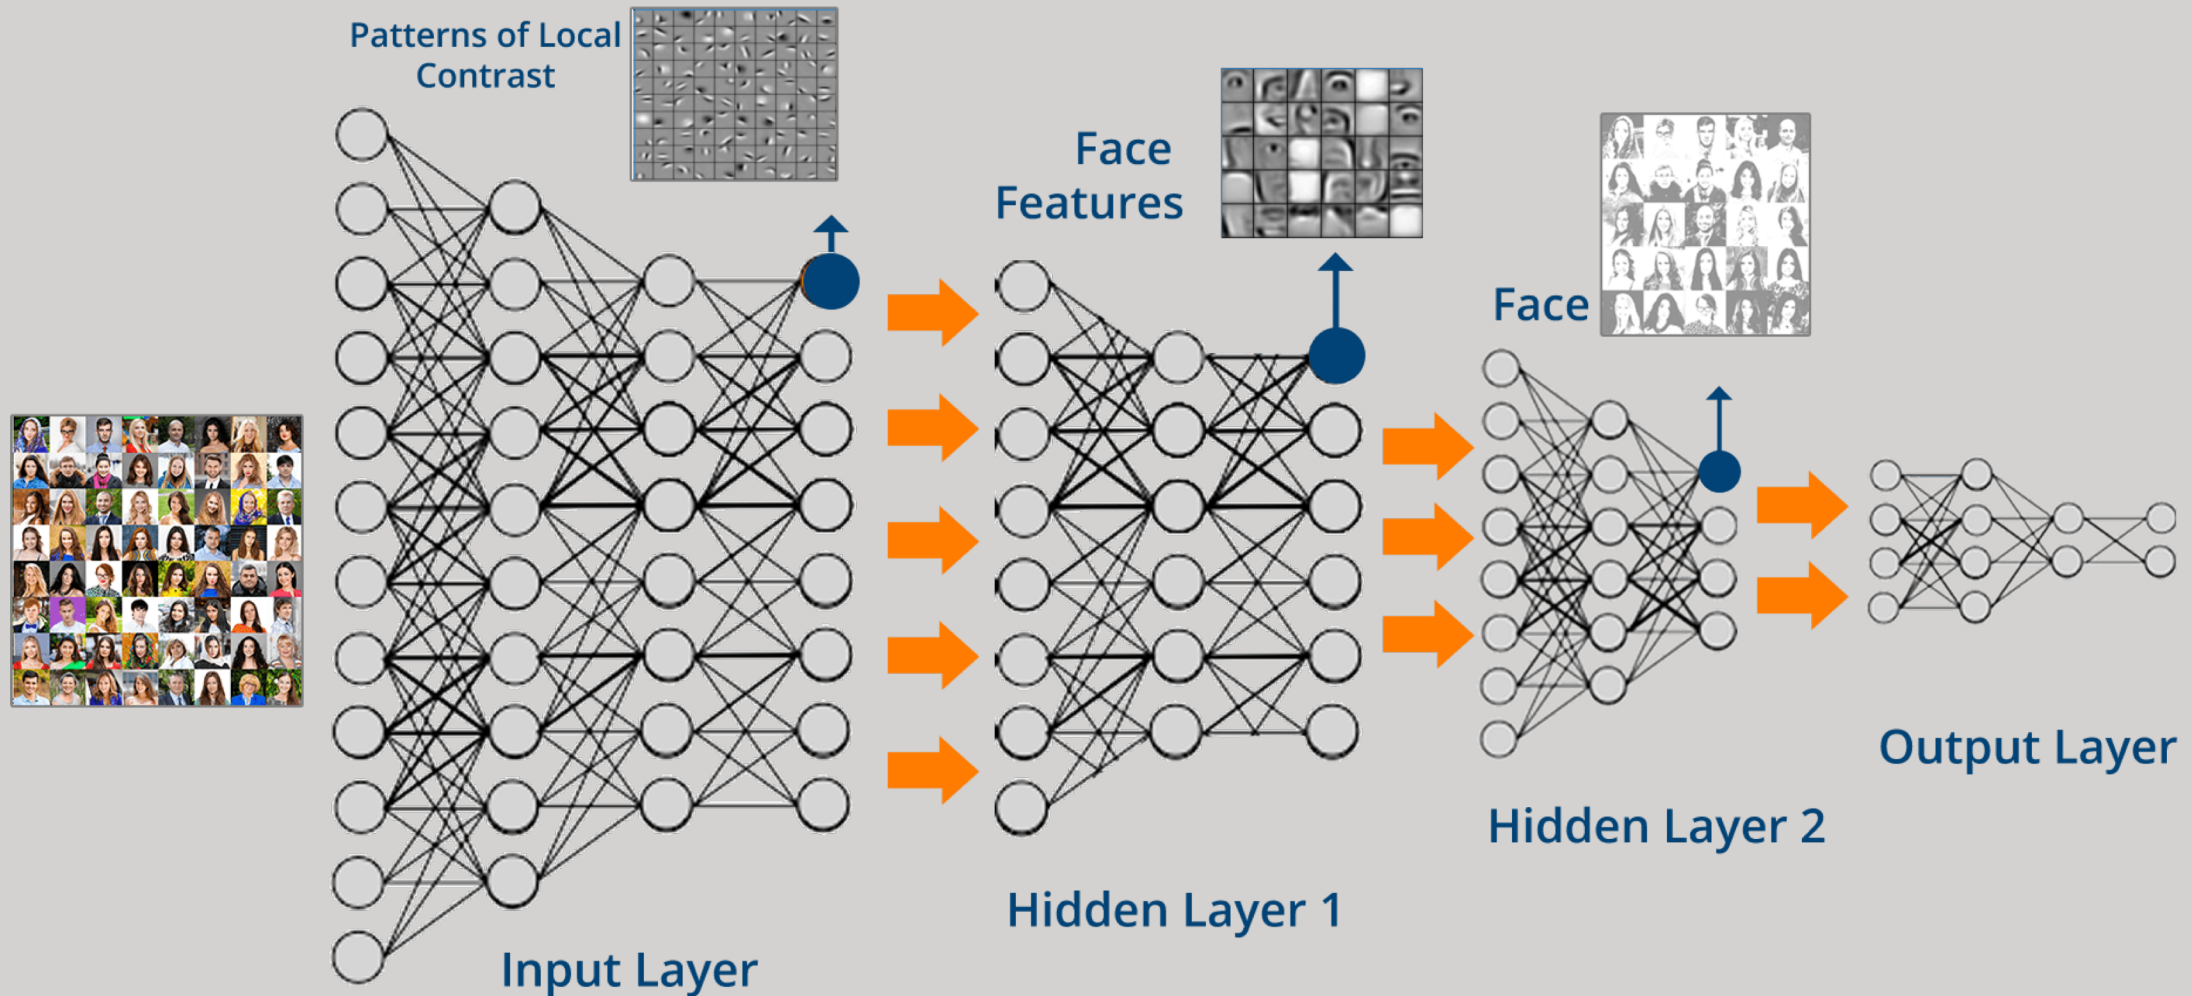 Patterns of Local
Contrast
Face
Features
Face
Input Layer
Hidden Layer 1
Hidden Layer 2
Output Layer